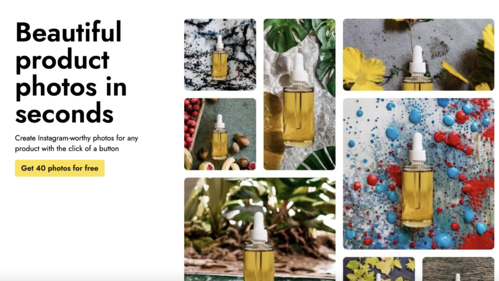 Beautiful
product
photos in
seconds
Create Instagram-worthy photos for any
product with the click of a button
Get 40 photos for free